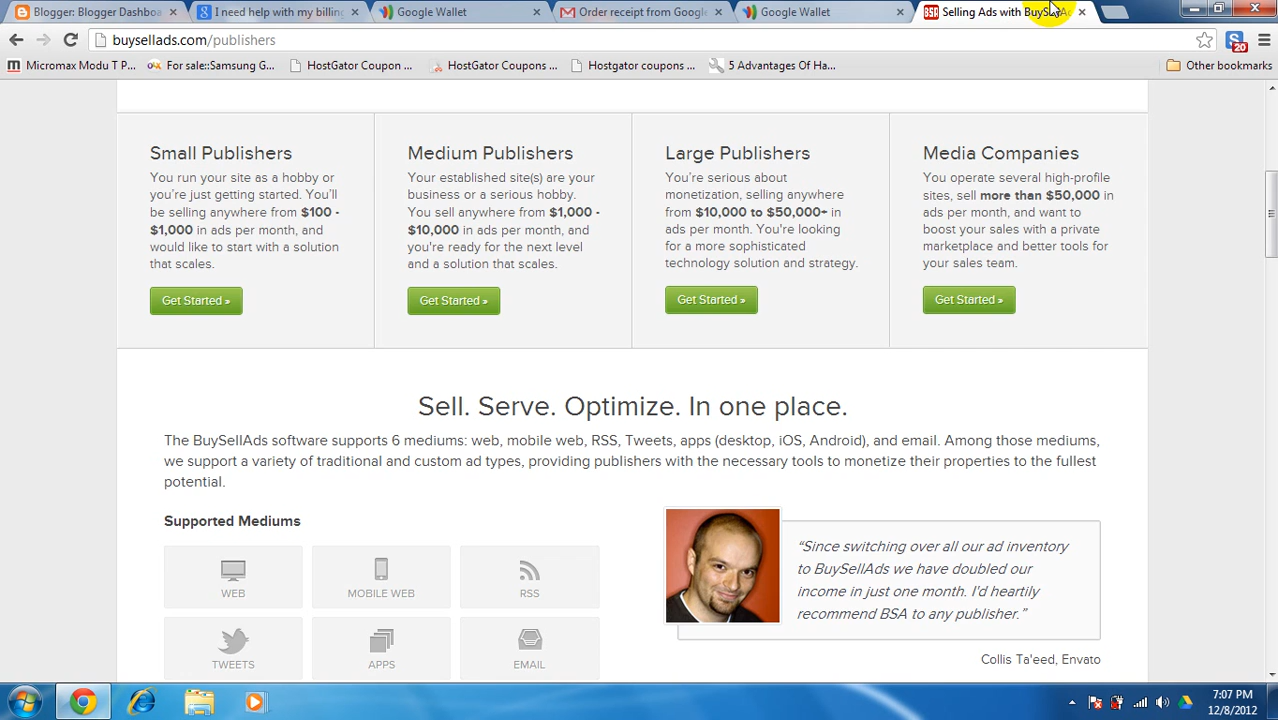 Blogger: Blogger Dashboa
I need help with my billing
Google Wallet
Order receipt from Google
Google Wallet
Selling Ads with BuySellAd
buysellads.com/publishers
20
Micromax Modu T P...
For sale::Samsung G...
HostGator Coupon ...
HostGator Coupons ...
Hostgator coupons ...
5 Advantages Of Ha...
Other bookmarks
Small Publishers
You run your site as a hobby or
you're just getting started. You'll
be selling anywhere from $100 -
$1,000 in ads per month, and
would like to start with a solution
that scales.
Get Started »
Medium Publishers
Your established site(s) are your
business or a serious hobby.
You sell anywhere from $1,000 -
$10,000 in ads per month, and
you're ready for the next level
and a solution that scales.
Get Started »
Large Publishers
You're serious about
monetization, selling anywhere
from $10,000 to $50,000+ in
ads per month. You're looking
for a more sophisticated
technology solution and strategy.
Get Started »
Media Companies
You operate several high-profile
sites, sell more than $50,000 in
ads per month, and want to
boost your sales with a private
marketplace and better tools for
your sales team.
Get Started »
Sell. Serve. Optimize. In one place.
The BuySellAds software supports 6 mediums: web, mobile web, RSS, Tweets, apps (desktop, iOS, Android), and email. Among those mediums,
we support a variety of traditional and custom ad types, providing publishers with the necessary tools to monetize their properties to the fullest
potential.
Supported Mediums
WEB
MOBILE WEB
RSS
TWEETS
APPS
EMAIL
“Since switching over all our ad inventory
to BuySellAds we have doubled our
income in just one month. I'd heartily
recommend BSA to any publisher.”
Collis Ta'eed, Envato
7:07 PM
12/8/2012